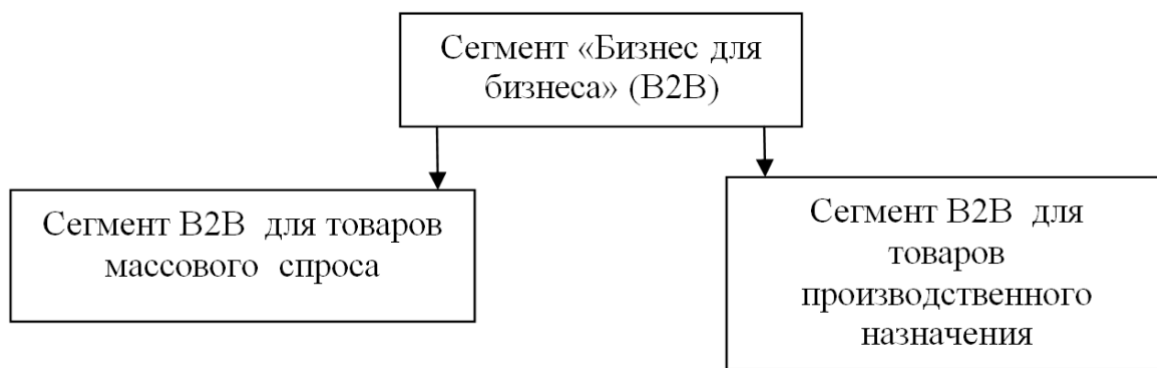 Сегмент «Бизнес для
бизнеса» (B2B)
Сегмент B2B для товаров
массового спроса
Сегмент B2B для
товаров
производственного
назначения